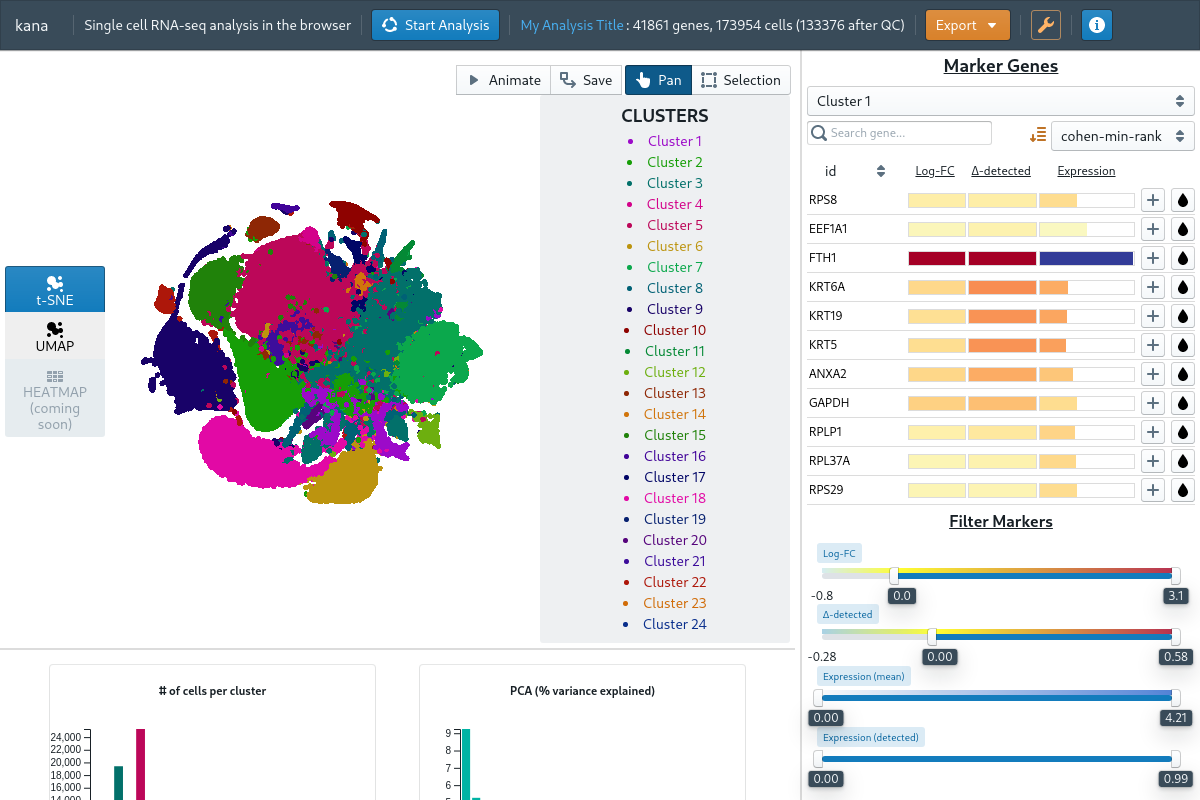 kana
Single cell RNA-seq analysis in the browser
Start Analysis
My Analysis Title : 41861 genes, 173954 cells (133376 after QC)
Export
Animate
Save
Pan
Selection
t-SNE
UMAP
HEATMAP
(coming
soon)
CLUSTERS
Cluster 1
Cluster 2
Cluster 3
Cluster 4
Cluster 5
Cluster 6
Cluster 7
Cluster 8
Cluster 9
Cluster 10
Cluster 11
Cluster 12
Cluster 13
Cluster 14
Cluster 15
Cluster 16
Cluster 17
Cluster 18
Cluster 19
Cluster 20
Cluster 21
Cluster 22
Cluster 23
Cluster 24
# of cells per cluster
24,000
22,000
20,000
18,000
16,000
14,000
PCA (% variance explained)
9
8
7
6
5
Marker Genes
Cluster 1
Search gene...
cohen-min-rank
id Log-FC Δ-detected Expression
RPS8
EEF1A1
FTH1
KRT6A
KRT19
KRT5
ANXA2
GAPDH
RPLP1
RPL37A
RPS29
Filter Markers
Log-FC
-0.8 0.0 3.1
Δ-detected
-0.28 0.00 0.58
Expression (mean)
0.00 4.21
Expression (detected)
0.00 0.99